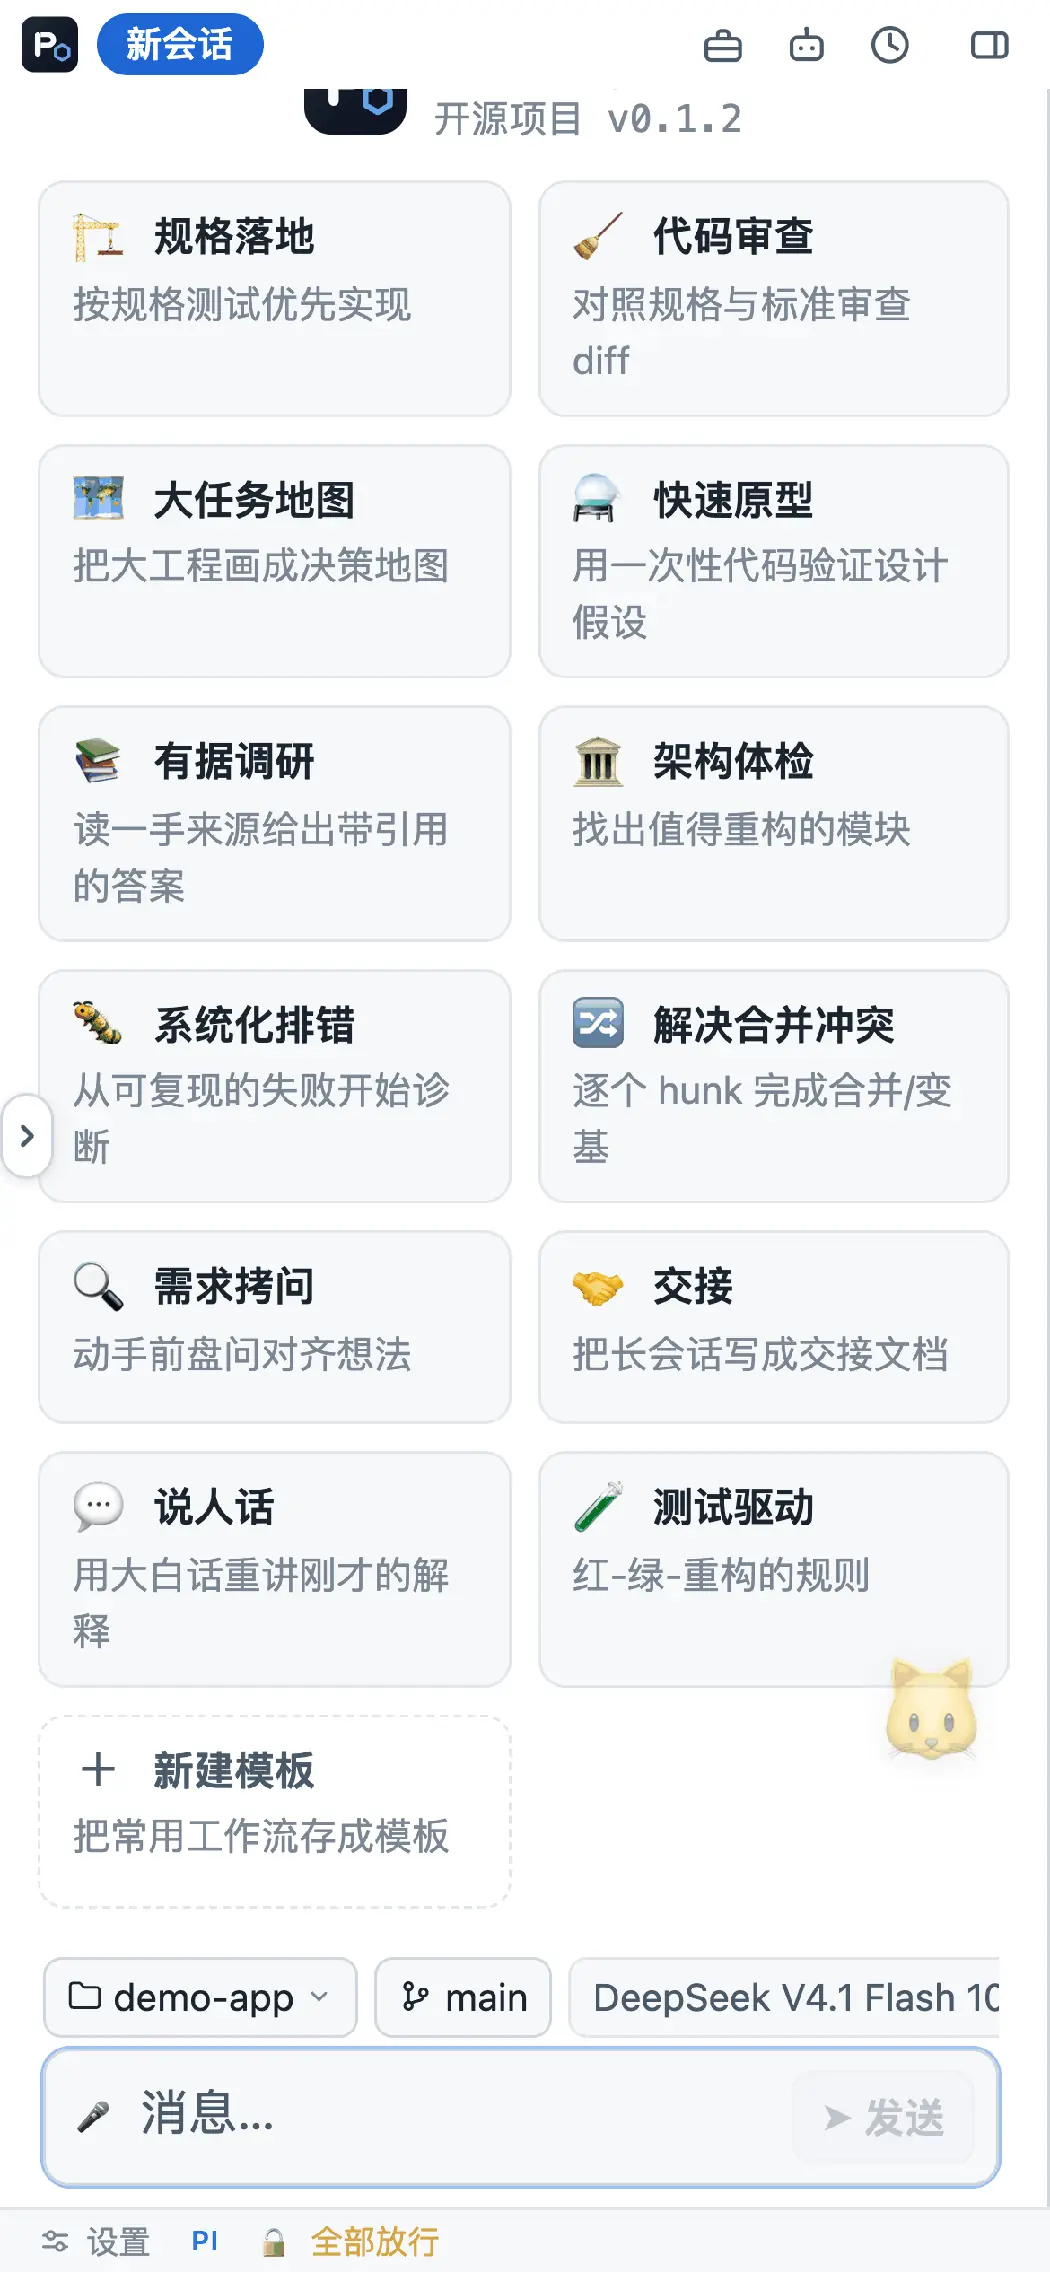 新会话
开源项目 v0.1.2
规格落地
按规格测试优先实现
代码审查
对照规格与标准审查
diff
大任务地图
把大工程画成决策地图
快速原型
用一次性代码验证设计
假设
有据调研
读一手来源给出带引用
的答案
架构体检
找出值得重构的模块
系统化排错
从可复现的失败开始诊
断
解决合并冲突
逐个 hunk 完成合并/变
基
需求拷问
动手前盘问对齐想法
交接
把长会话写成交接文档
说人话
用大白话重讲刚才的解
释
测试驱动
红-绿-重构的规则
新建模板
把常用工作流存成模板
demo-app
main
DeepSeek V4.1 Flash 10
消息...
发送
设置
PI
全部放行